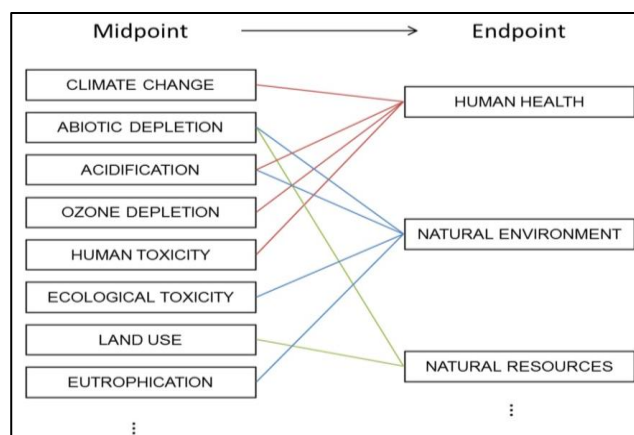 Midpoint
Endpoint
CLIMATE CHANGE
ABIOTIC DEPLETION
ACIDIFICATION
OZONE DEPLETION
HUMAN TOXICITY
ECOLOGICAL TOXICITY
LAND USE
EUTROPHICATION
⋮
HUMAN HEALTH
NATURAL ENVIRONMENT
NATURAL RESOURCES
⋮